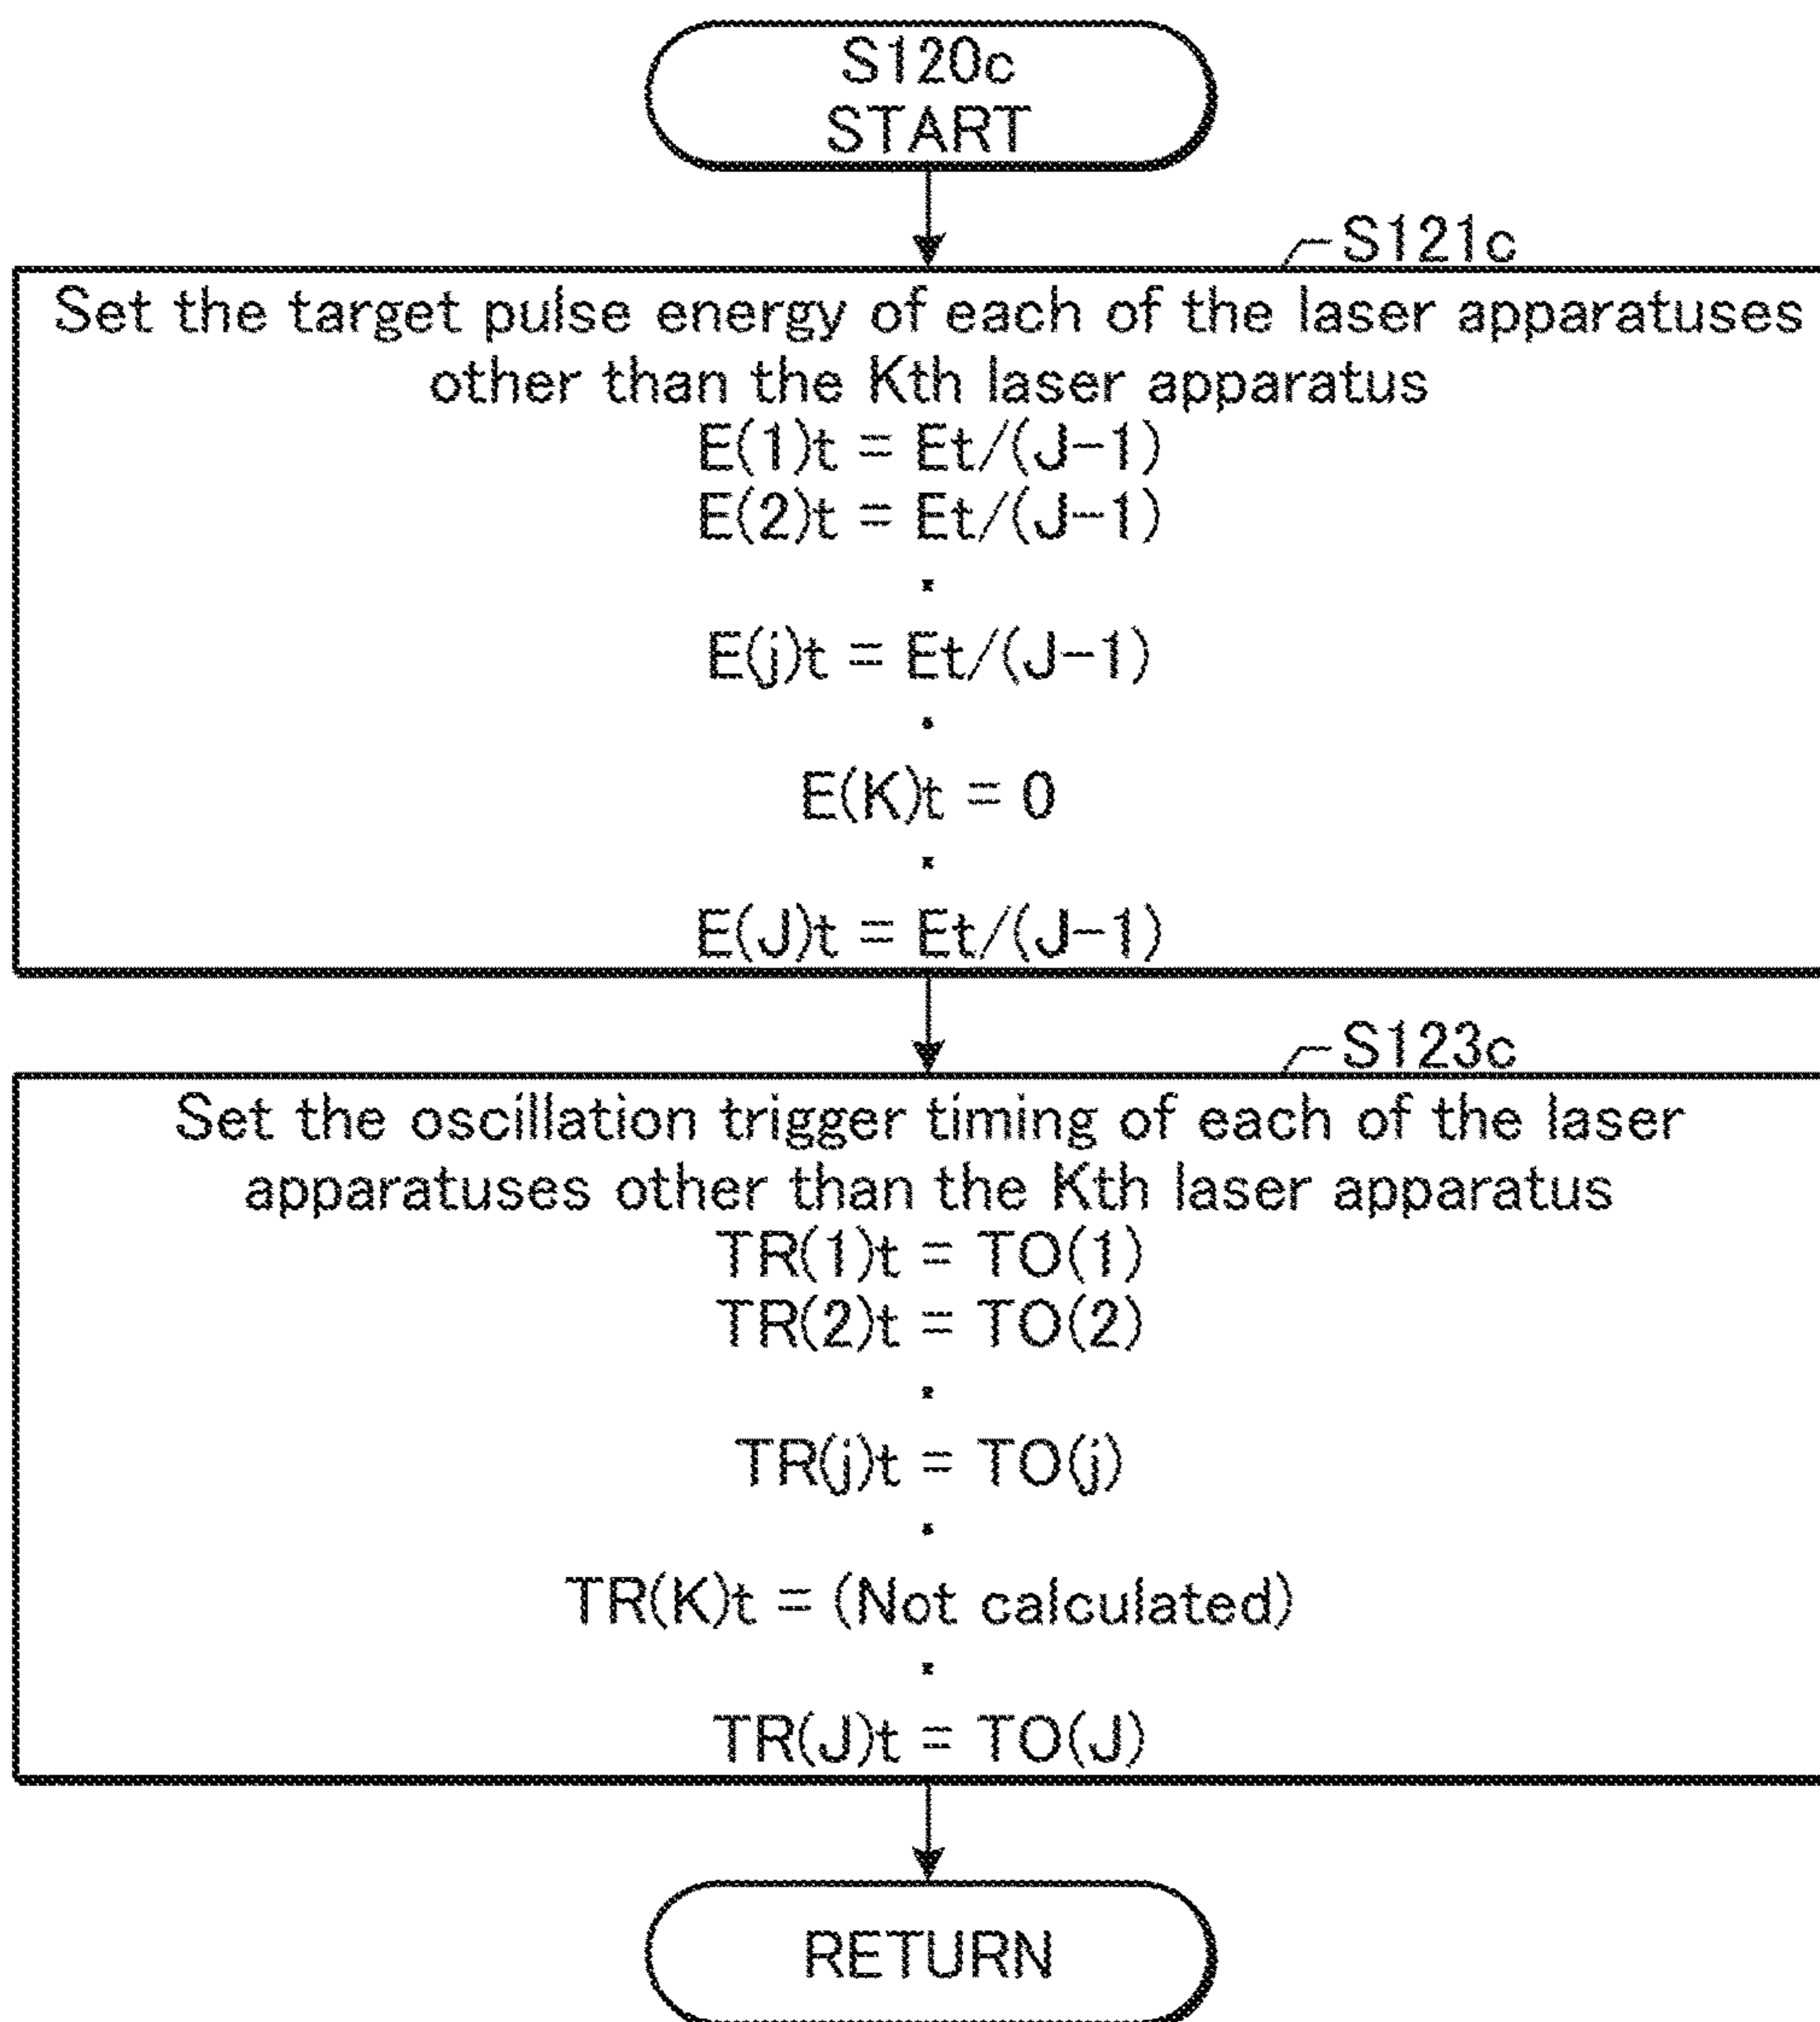 S120c
START
S121c
Set the target pulse energy of each of the laser apparatuses
other than the Kth laser apparatus
E(1)t = Et/(J-1)
E(2)t = Et/(J-1)
.
E(j)t = Et/(J-1)
.
E(K)t = 0
.
E(J)t = Et/(J-1)
S123c
Set the oscillation trigger timing of each of the laser
apparatuses other than the Kth laser apparatus
TR(1)t = TO(1)
TR(2)t = TO(2)
.
TR(j)t = TO(j)
.
TR(K)t = (Not calculated)
.
TR(J)t = TO(J)
RETURN